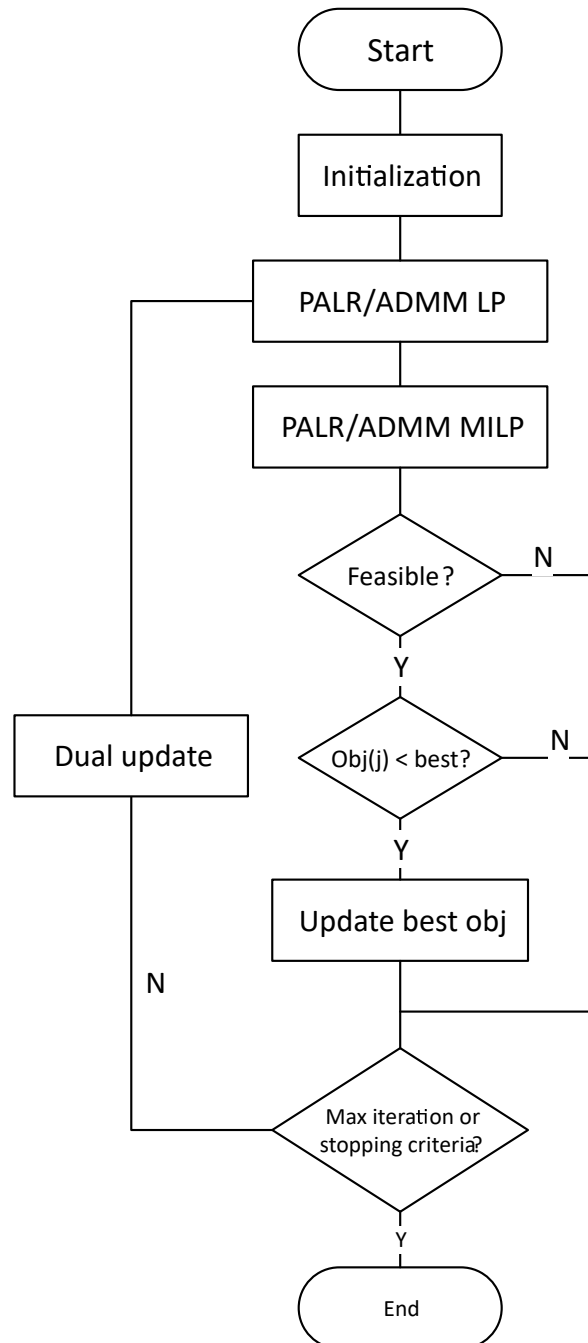 Start
Initialization
PALR/ADMM LP
PALR/ADMM MILP
Feasible?
N
Y
Dual update
Obj(j) < best?
N
Y
Update best obj
N
Max iteration or
stopping criteria?
Y
End